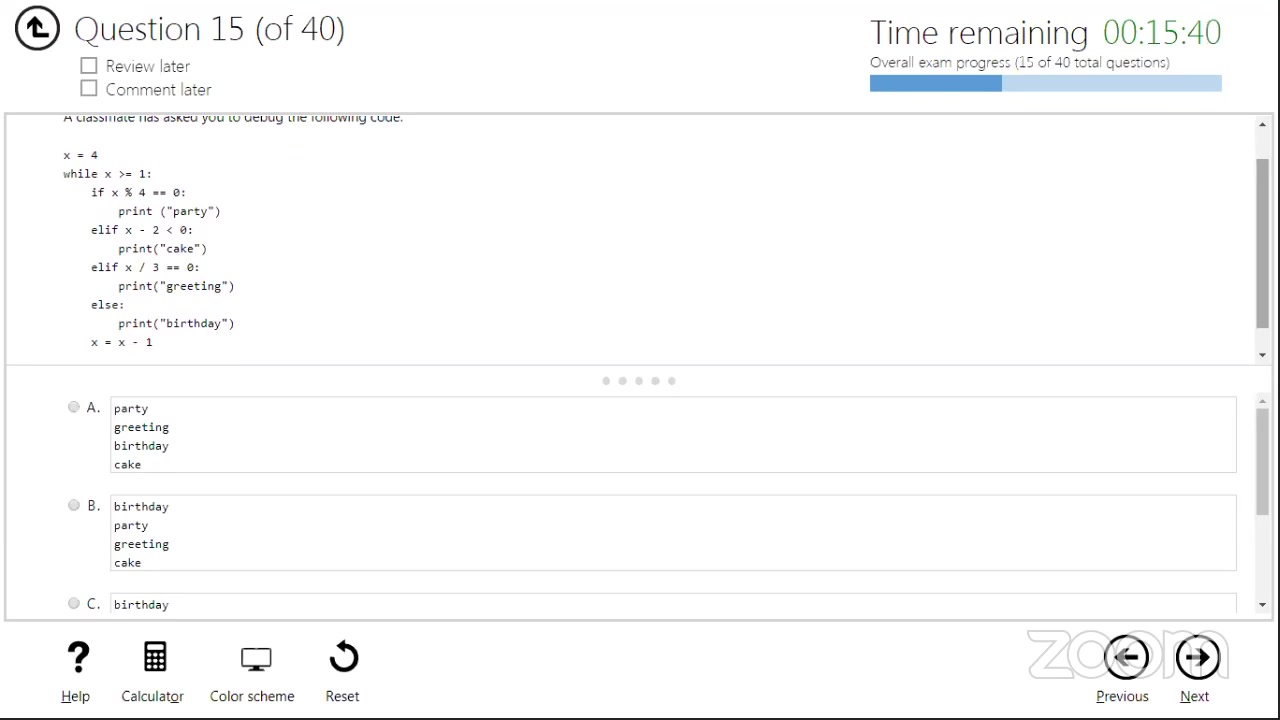 Question 15 (of 40)
Review later
Comment later
Time remaining 00:15:40
Overall exam progress (15 of 40 total questions)
A classmate has asked you to debug the following code:
x = 4
while x >= 1:
    if x % 4 == 0:
        print ("party")
    elif x - 2 < 0:
        print("cake")
    elif x / 3 == 0:
        print("greeting")
    else:
        print("birthday")
    x = x - 1
A.
party
greeting
birthday
cake
B.
birthday
party
greeting
cake
C.
birthday
Help
Calculator
Color scheme
Reset
zoom
Previous
Next